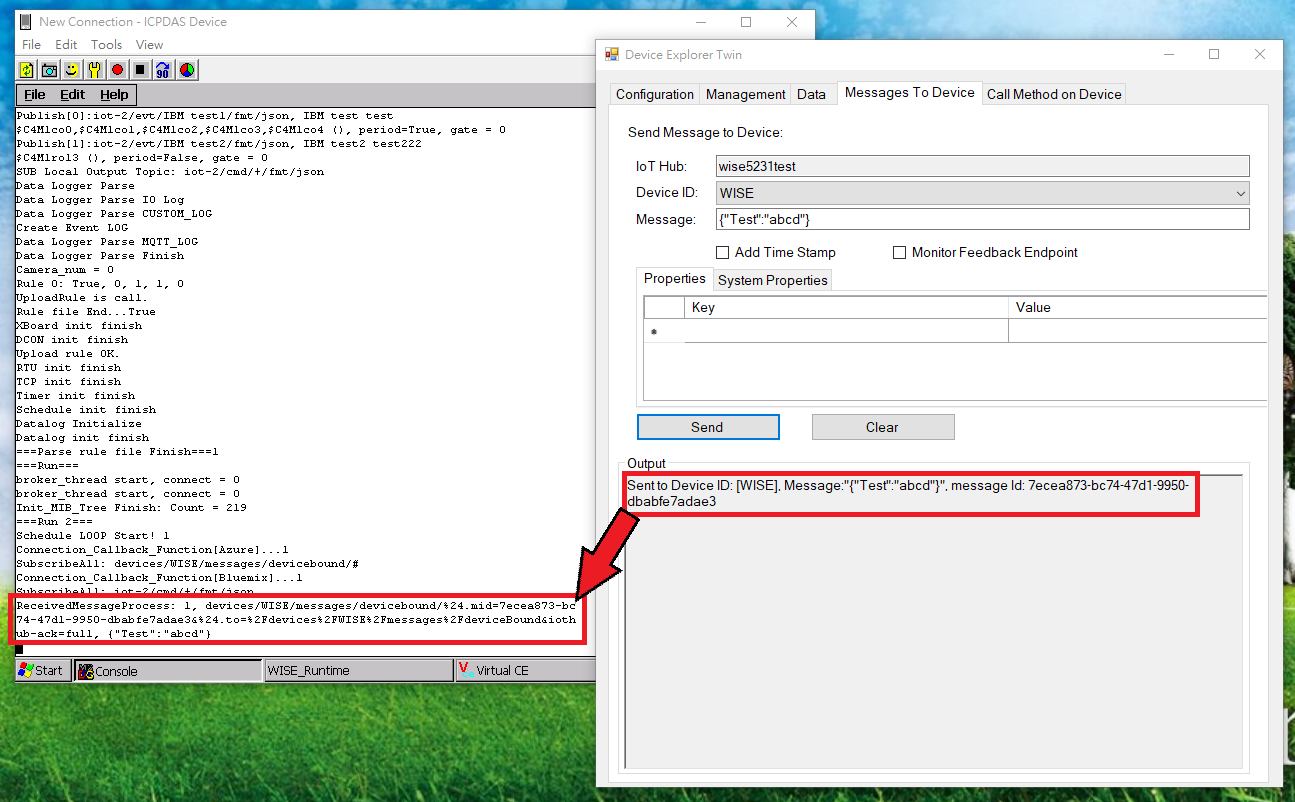 New Connection - ICPDAS Device
File Edit Tools View
90
File Edit Help
Publish[0]:iot-2/evt/IBM test1/fmt/json, IBM test test
$C4M1co0,$C4M1co1,$C4M1co2,$C4M1co3,$C4M1co4 (), period=True, gate = 0
Publish[1]:iot-2/evt/IBM test2/fmt/json, IBM test2 test222
$C4M1rol3 (), period=False, gate = 0
SUB Local Output Topic: iot-2/cmd/+/fmt/json
Data Logger Parse
Data Logger Parse IO Log
Data Logger Parse CUSTOM_LOG
Create Event LOG
Data Logger Parse MQTT_LOG
Data Logger Parse Finish
Camera_num = 0
Rule 0: True, 0, 1, 1, 0
UploadRule is call.
Rule file End...True
XBoard init finish
DCON init finish
Upload rule OK.
RTU init finish
TCP init finish
Timer init finish
Schedule init finish
Datalog Initialize
Datalog init finish
===Parse rule file Finish===1
===Run===
broker_thread start, connect = 0
broker_thread start, connect = 0
Init_MIB_Tree Finish: Count = 219
===Run 2===
Schedule LOOP Start! 1
Connection_Callback_Function[Azure]...1
SubscribeAll: devices/WISE/messages/devicebound/#
Connection_Callback_Function[Bluemix]...1
SubscribeAll: iot-2/cmd/+/fmt/json
ReceivedMessageProcess: 1, devices/WISE/messages/devicebound/%24.mid=7ecea873-bc
74-47d1-9950-dbabfe7adae3&%24.to=%2Fdevices%2FWISE%2Fmessages%2FdeviceBound&ioth
ub-ack=full, {"Test":"abcd"}
Start Console WISE_Runtime Virtual CE
Device Explorer Twin
Configuration Management Data Messages To Device Call Method on Device
Send Message to Device:
IoT Hub: wise5231test
Device ID: WISE
Message: {"Test":"abcd"}
Add Time Stamp Monitor Feedback Endpoint
Properties System Properties
Key Value
*
Send Clear
Output
Sent to Device ID: [WISE], Message:"{"Test":"abcd"}", message Id: 7ecea873-bc74-47d1-9950-
dbabfe7adae3